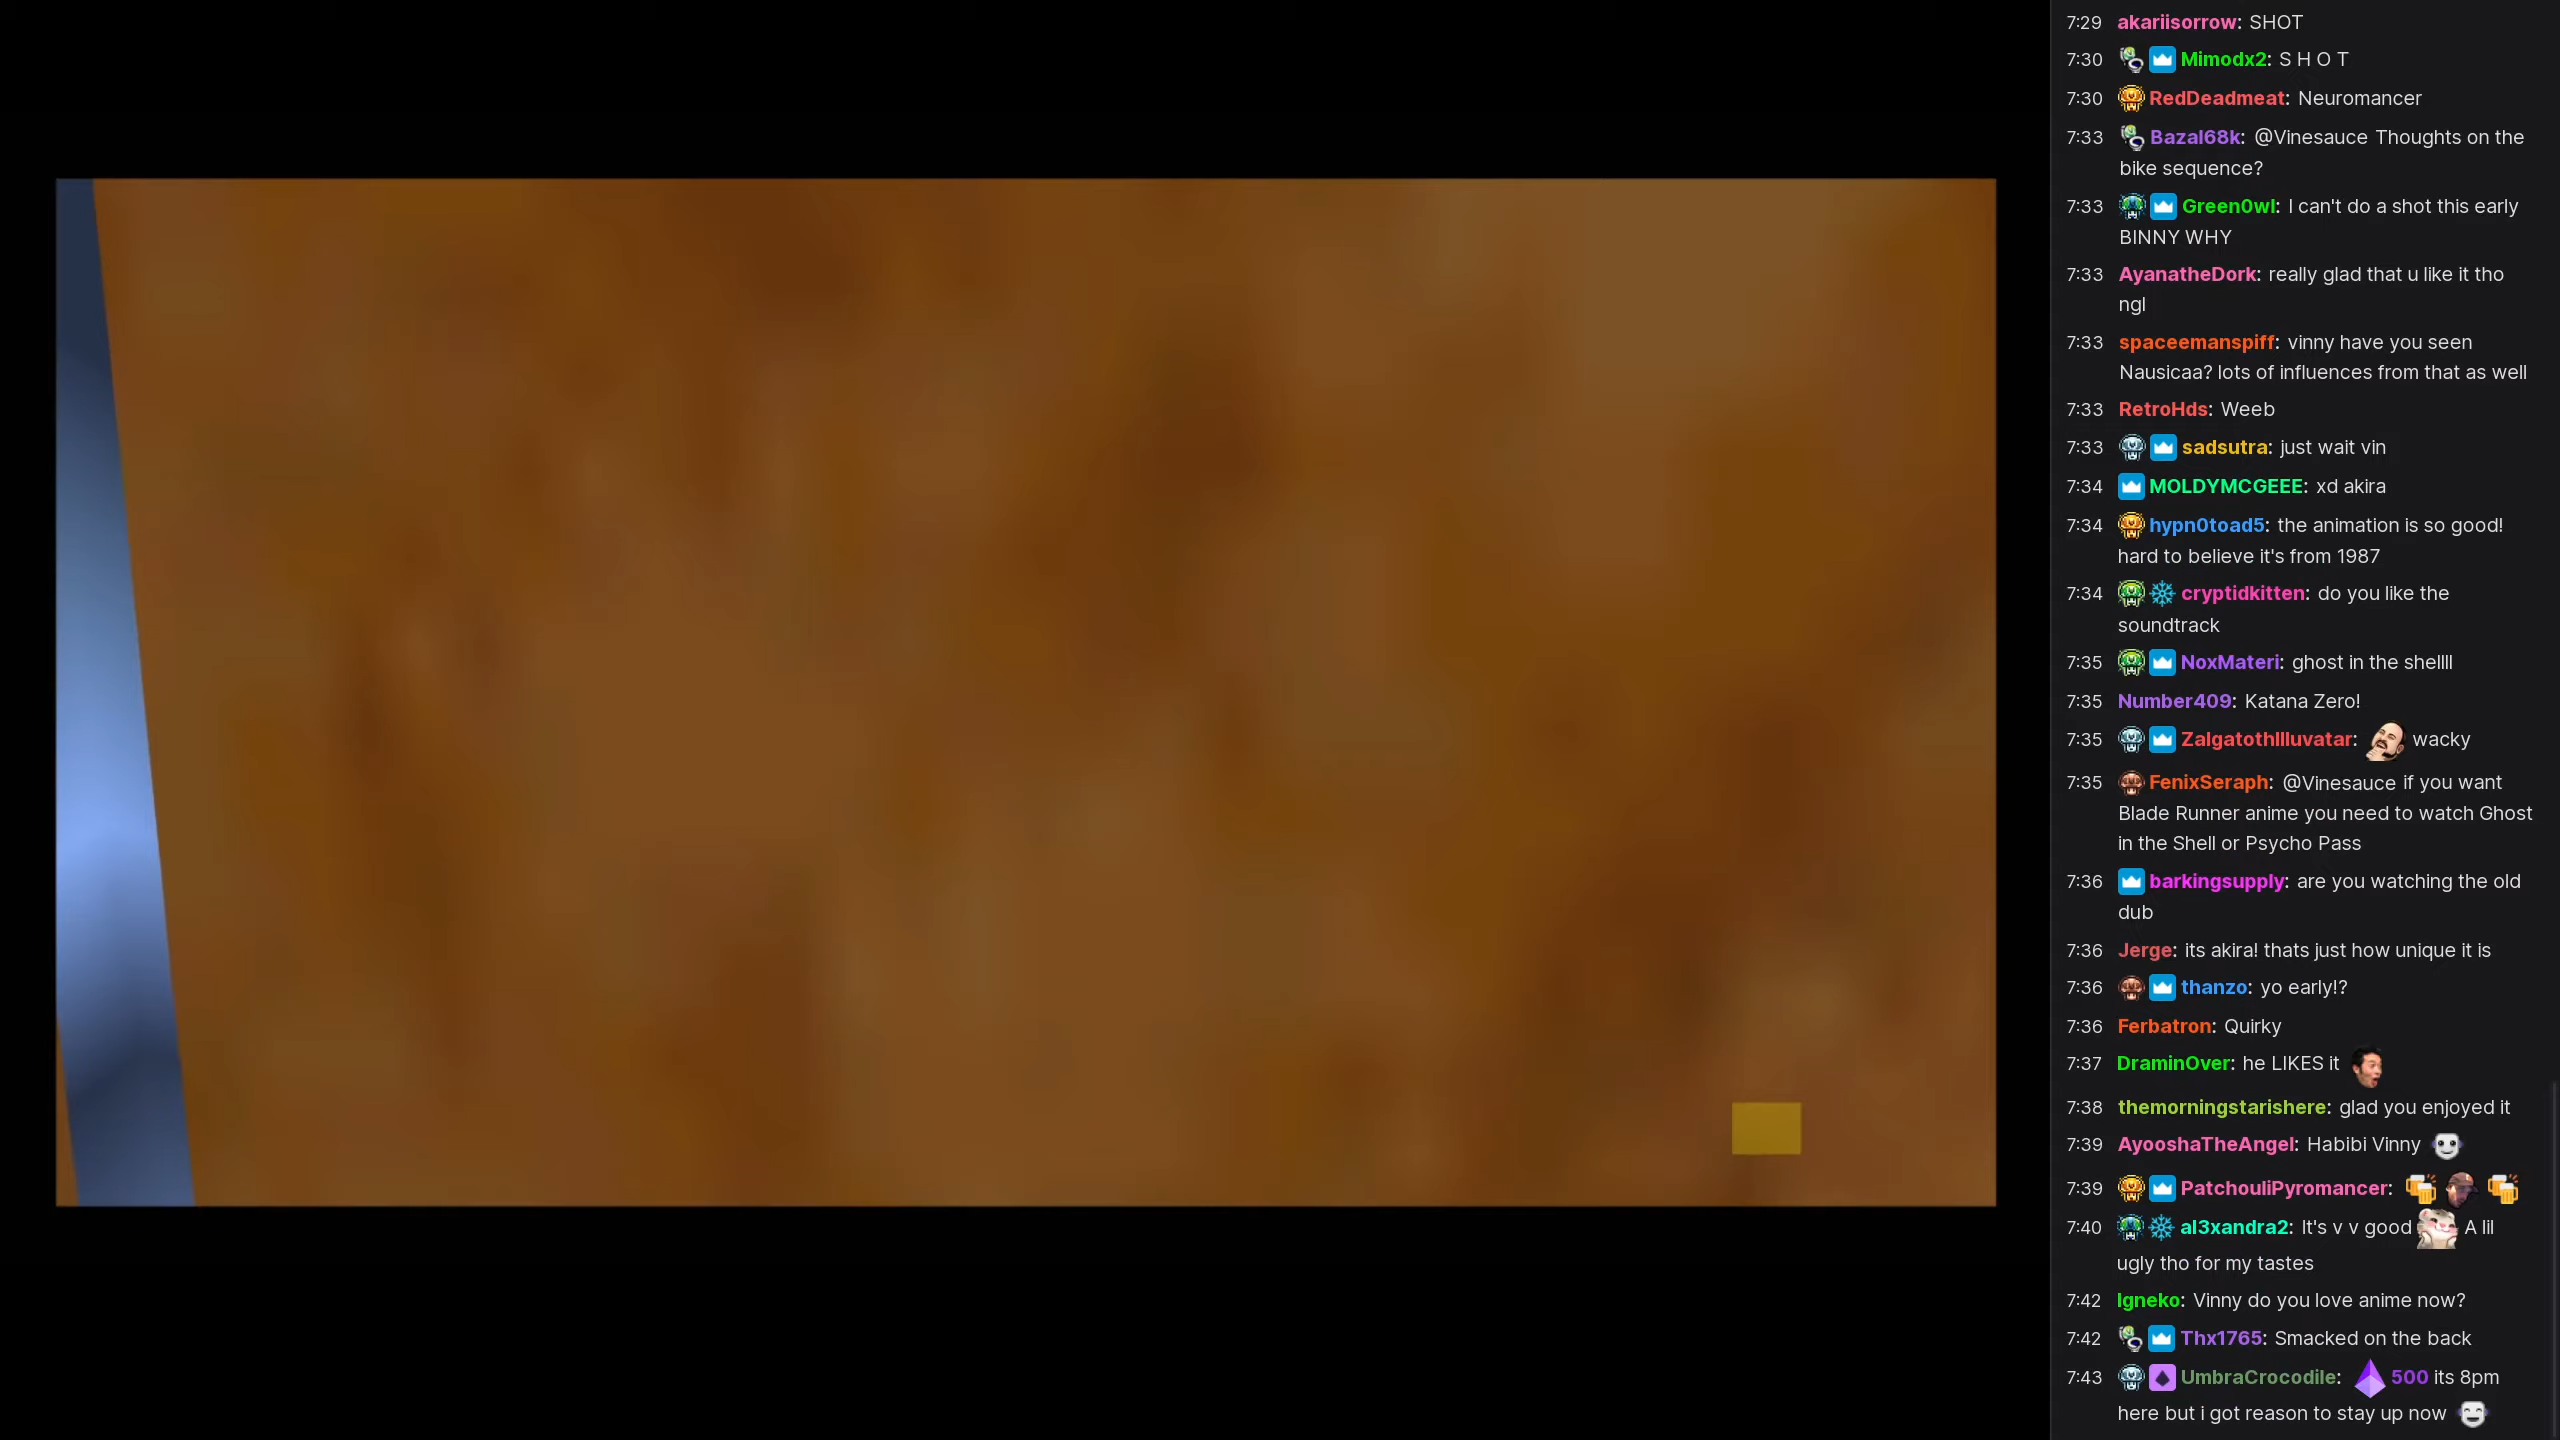 7:29 akariisorrow: SHOT
7:30 Mimodx2: S H O T
7:30 RedDeadmeat: Neuromancer
7:33 Bazal68k: @Vinesauce Thoughts on the
bike sequence?
7:33 Green0wl: I can't do a shot this early
BINNY WHY
7:33 AyanatheDork: really glad that u like it tho
ngl
7:33 spaceemanspiff: vinny have you seen
Nausicaa? lots of influences from that as well
7:33 RetroHds: Weeb
7:33 sadsutra: just wait vin
7:34 MOLDYMCGEEE: xd akira
7:34 hypn0toad5: the animation is so good!
hard to believe it's from 1987
7:34 cryptidkitten: do you like the
soundtrack
7:35 NoxMateri: ghost in the shellll
7:35 Number409: Katana Zero!
7:35 ZalgatothIlluvatar: wacky
7:35 FenixSeraph: @Vinesauce if you want
Blade Runner anime you need to watch Ghost
in the Shell or Psycho Pass
7:36 barkingsupply: are you watching the old
dub
7:36 Jerge: its akira! thats just how unique it is
7:36 thanzo: yo early!?
7:36 Ferbatron: Quirky
7:37 DraminOver: he LIKES it
7:38 themorningstarishere: glad you enjoyed it
7:39 AyooshaTheAngel: Habibi Vinny
7:39 PatchouliPyromancer:
7:40 al3xandra2: It's v v good A lil
ugly tho for my tastes
7:42 Igneko: Vinny do you love anime now?
7:42 Thx1765: Smacked on the back
7:43 UmbraCrocodile: 500 its 8pm
here but i got reason to stay up now